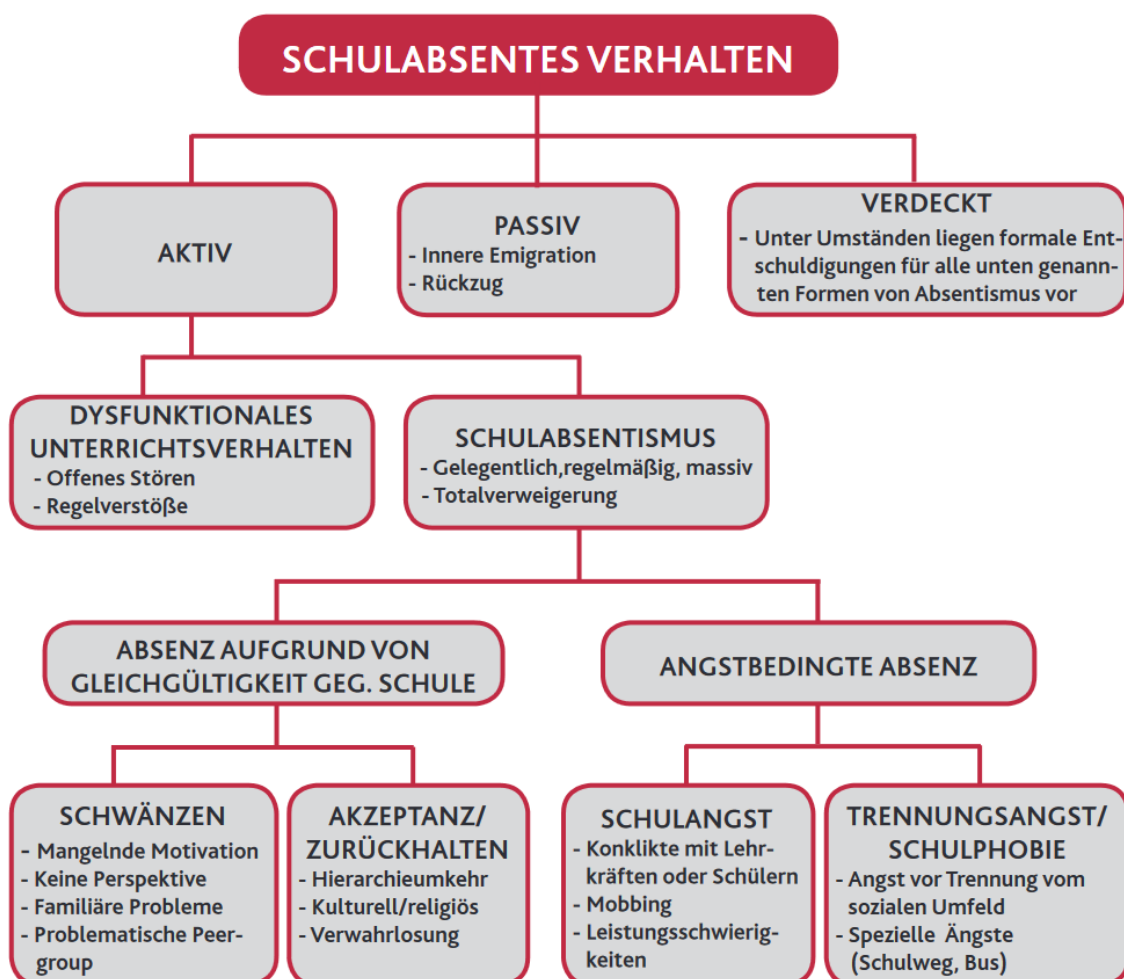 SCHULABSENTES VERHALTEN
AKTIV
PASSIV
- Innere Emigration
- Rückzug
VERDECKT
- Unter Umständen liegen formale Ent-
schuldigungen für alle unten genann-
ten Formen von Absentismus vor
DYSFUNKTIONALES
UNTERRICHTSVERHALTEN
- Offenes Stören
- Regelverstöße
SCHULABSENTISMUS
- Gelegentlich,regelmäßig, massiv
- Totalverweigerung
ABSENZ AUFGRUND VON
GLEICHGÜLTIGKEIT GEG. SCHULE
ANGSTBEDINGTE ABSENZ
SCHWÄNZEN
- Mangelnde Motivation
- Keine Perspektive
- Familiäre Probleme
- Problematische Peer-
group
AKZEPTANZ/
ZURÜCKHALTEN
- Hierarchieumkehr
- Kulturell/religiös
- Verwahrlosung
SCHULANGST
- Konklikte mit Lehr-
kräften oder Schülern
- Mobbing
- Leistungsschwierig-
keiten
TRENNUNGSANGST/
SCHULPHOBIE
- Angst vor Trennung vom
sozialen Umfeld
- Spezielle Ängste
(Schulweg, Bus)